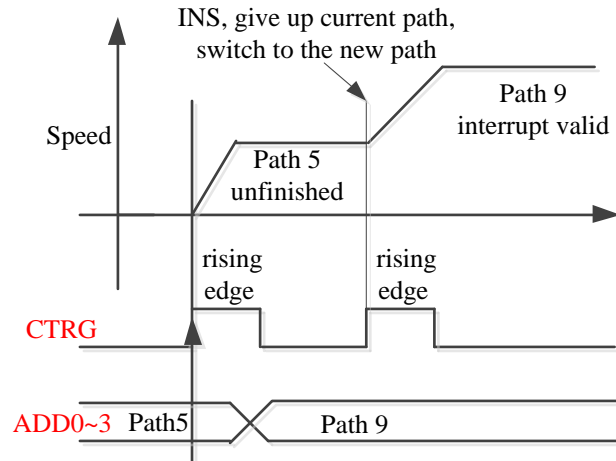 INS, give up current path,
switch to the new path
Speed
Path 9
interrupt valid
Path 5
unfinished
rising
edge
rising
edge
CTRG
ADD0~3
Path5
Path 9